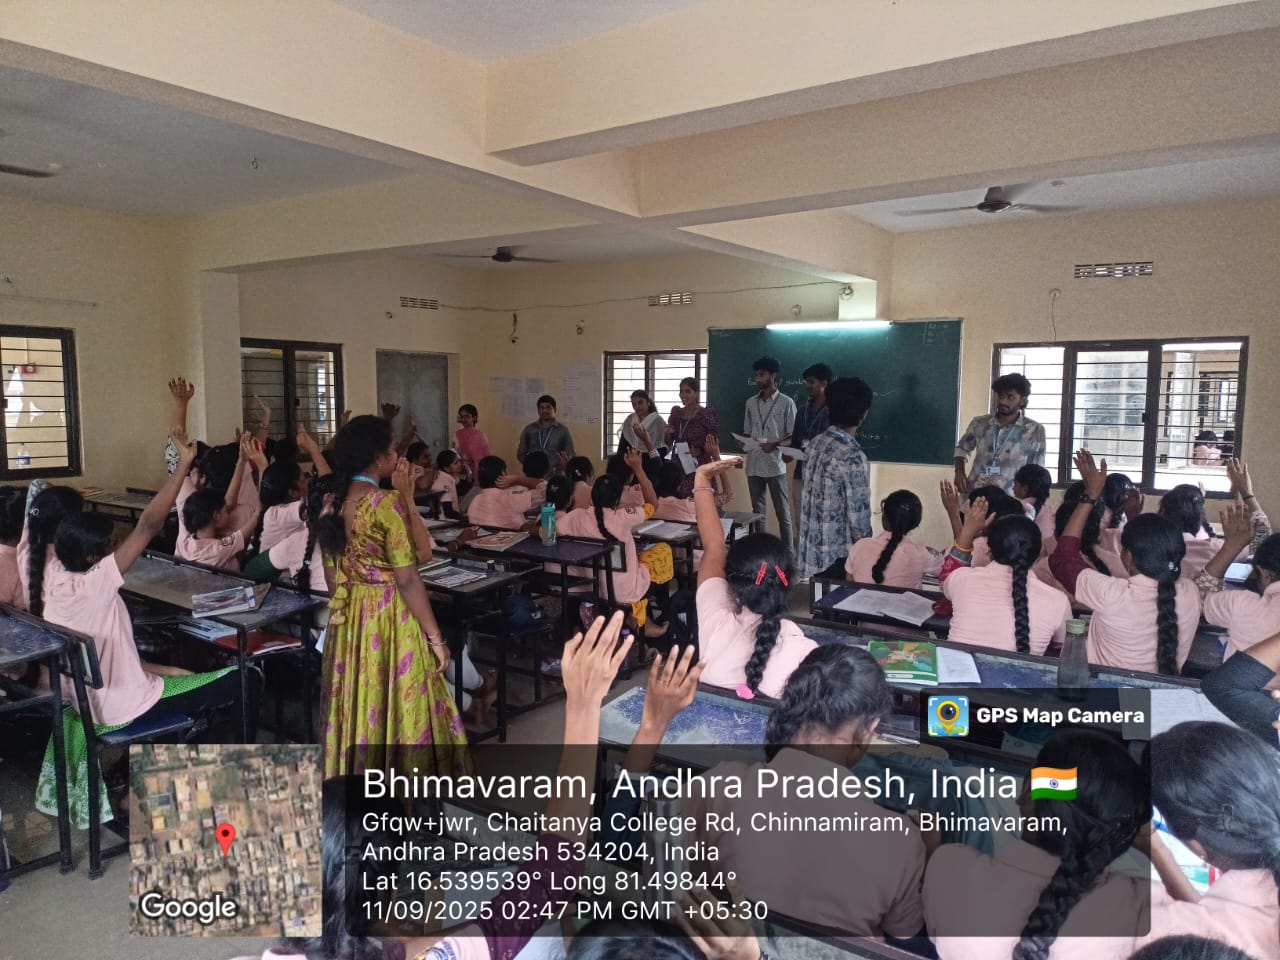 GPS Map Camera
Bhimavaram, Andhra Pradesh, India
Gfqw+jwr, Chaitanya College Rd, Chinnamiram, Bhimavaram,
Andhra Pradesh 534204, India
Lat 16.539539° Long 81.49844°
11/09/2025 02:47 PM GMT +05:30
Google